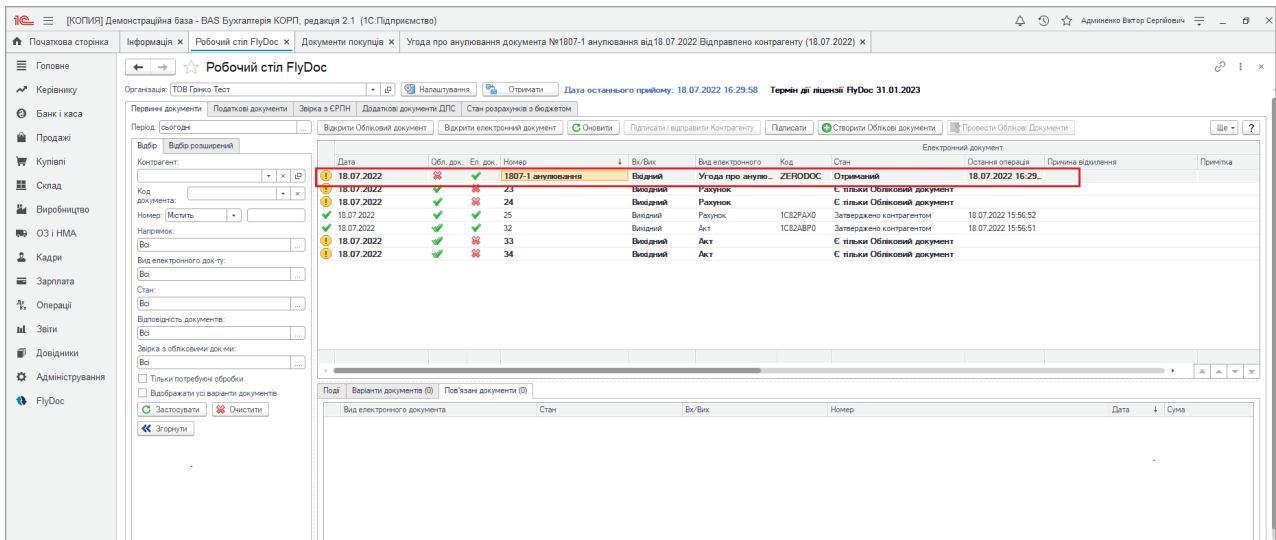 [КОПИЯ] Демонстраційна база - BAS Бухгалтерія КОРП, редакція 2.1 (1С:Підприємство) Админенко Віктор Сергійович
Початкова сторінка Інформація × Робочий стіл FlyDoc × Документи покупців × Угода про анулювання документа №1807-1 анулювання від18.07.2022 Відправлено контрагенту (18.07.2022) ×
Головне
Керівнику
Банк і каса
Продажі
Купівлі
Склад
Виробництво
ОЗ і НМА
Кадри
Зарплата
Операції
Звіти
Довідники
Адміністрування
FlyDoc
Робочий стіл FlyDoc
Організація: ТОВ Грінко Тест Налаштування Отримати Дата останнього прийому: 18.07.2022 16:29:58 Термін дії ліцензії FlyDoc 31.01.2023
Первинні документи Податкові документи Звірка з ЄРПН Додаткові документи ДПС Стан розрахунків з бюджетом
Період: сьогодні ...
Відбір Відбір розширений
Контрагент:
Код документа:
Номер: Містить
Напрямок:
Всі ...
Вид електронного док-ту:
Всі ...
Стан:
Всі ...
Відповідність документів:
Всі ...
Звірка з обліковими док-ми:
Всі ...
Тільки потребуючі обробки
Відображати усі варіанти документів
Застосувати Очистити
Згорнути
Відкрити Обліковий документ Відкрити електронний документ Оновити Підписати і відправити Контрагенту Підписати Створити Облікові документи Провести Облікові Документи Ще ?
Електронний документ
Дата Обл. док. Ел. док. Номер ↓ Вх/Вих Вид електронного Код Стан Остання операція Причина відхилення Примітка
18.07.2022 1807-1 анулювання Вхідний Угода про анулю... ZERODOC Отриманий 18.07.2022 16:29...
18.07.2022 23 Вихідний Рахунок Є тільки Обліковий документ
18.07.2022 24 Вихідний Рахунок Є тільки Обліковий документ
18.07.2022 25 Вихідний Рахунок 1C82PAX0 Затверджено контрагентом 18.07.2022 15:56:52
18.07.2022 32 Вихідний Акт 1C82ABP0 Затверджено контрагентом 18.07.2022 15:56:51
18.07.2022 33 Вихідний Акт Є тільки Обліковий документ
18.07.2022 34 Вихідний Акт Є тільки Обліковий документ
Події Варіанти документів (0) Пов'язані документи (0)
Вид електронного документа Стан Вх/Вих Номер Дата ↓ Сума